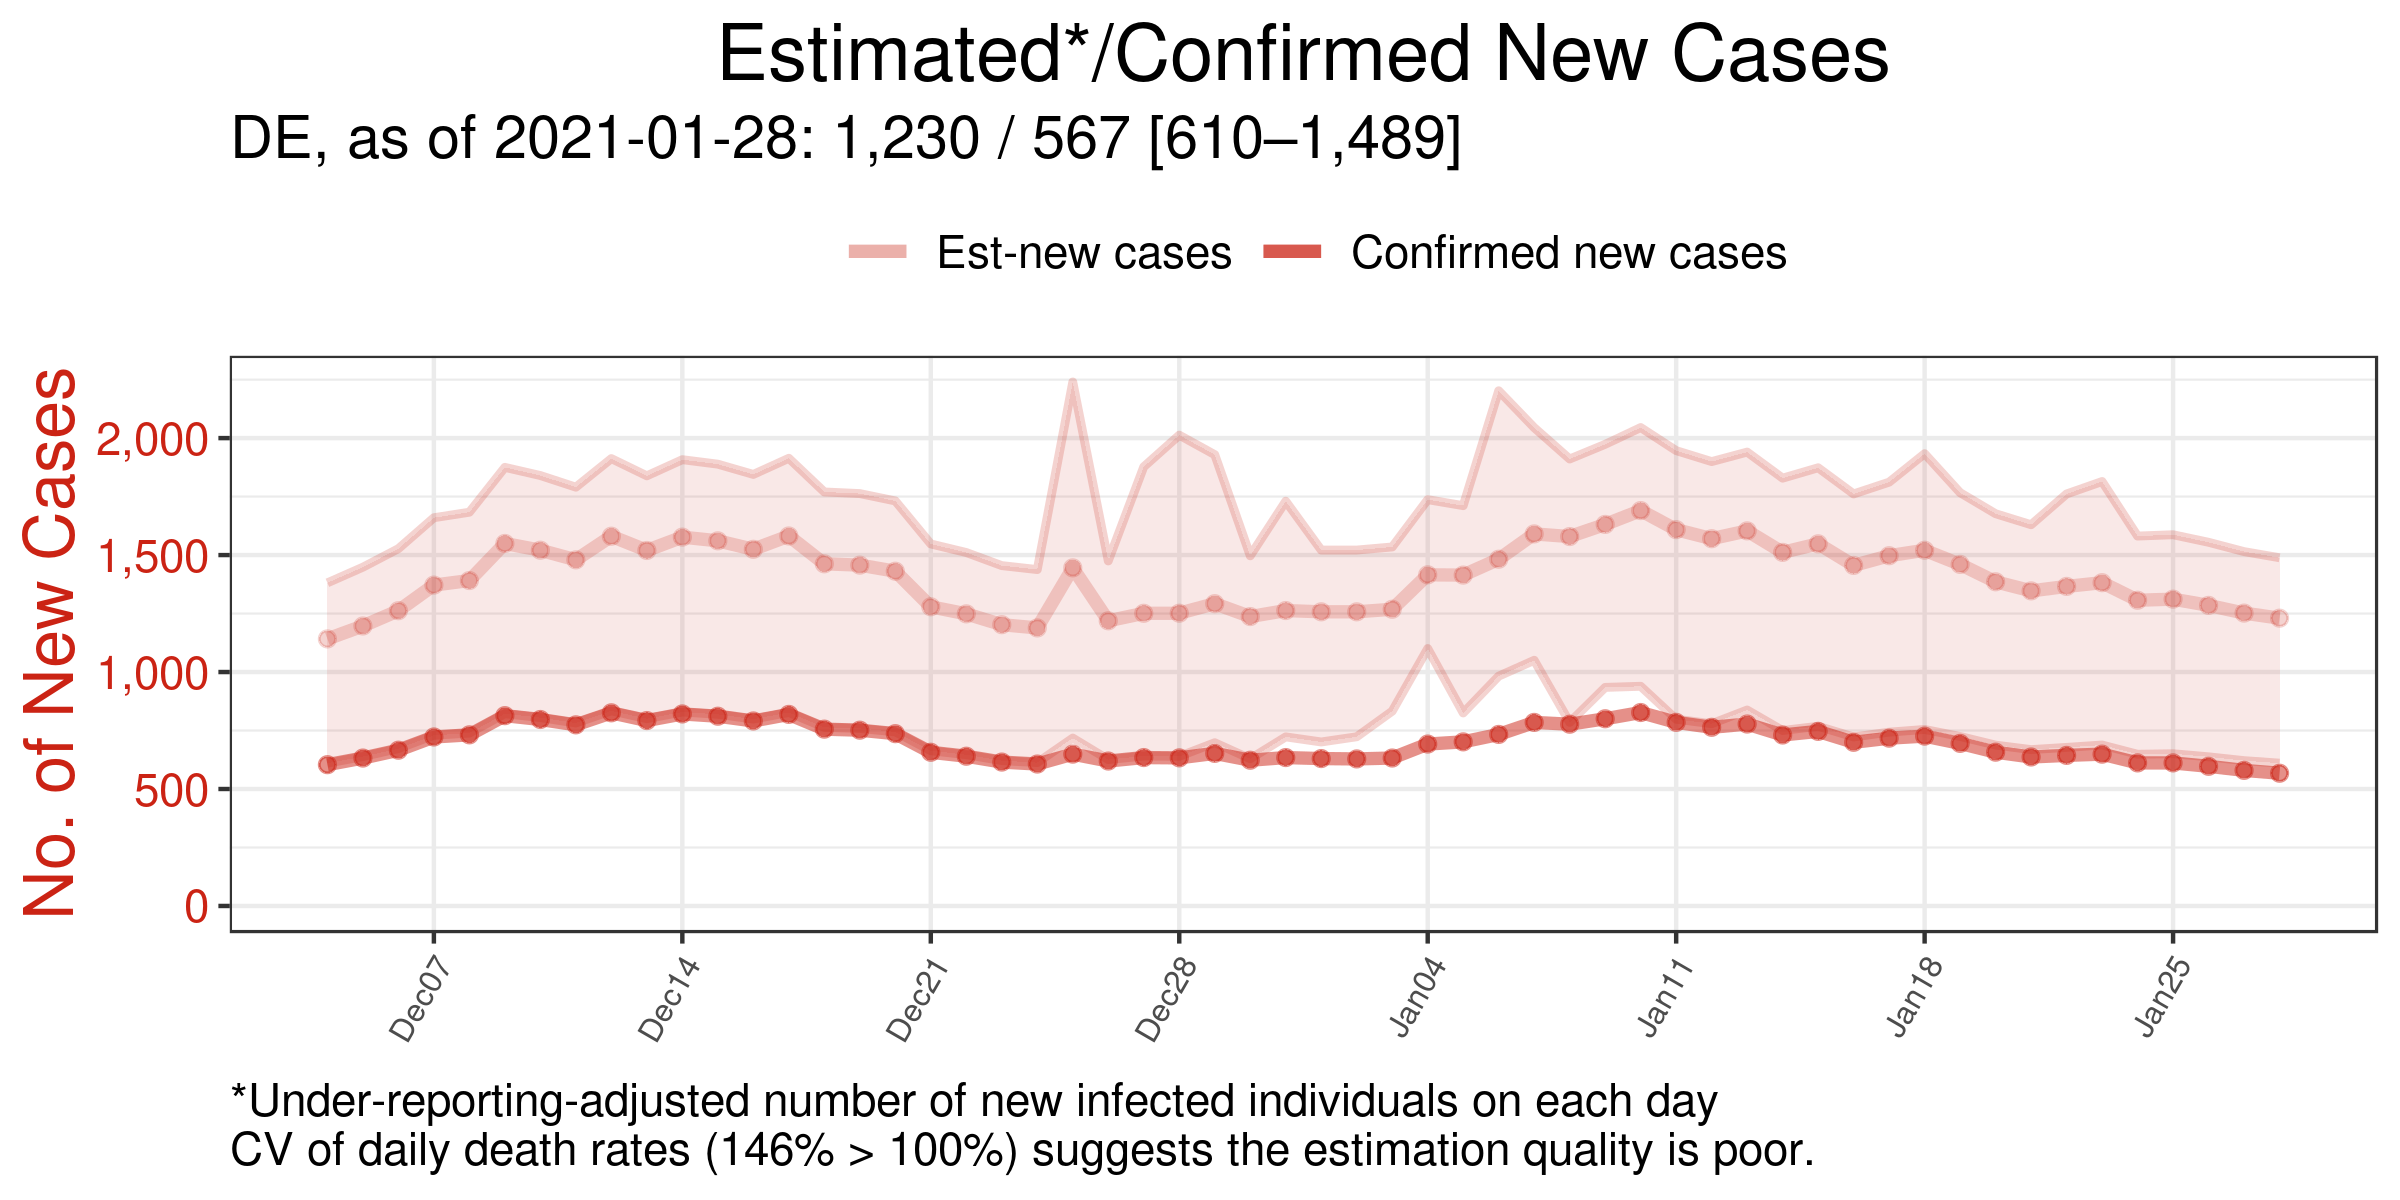 Estimated*/Confirmed New Cases
DE, as of 2021-01-28: 1,230 / 567 [610–1,489]
Est-new cases Confirmed new cases
No. of New Cases
2,000
1,500
1,000
500
0
Dec07 Dec14 Dec21 Dec28 Jan04 Jan11 Jan18 Jan25
*Under-reporting-adjusted number of new infected individuals on each day
CV of daily death rates (146% > 100%) suggests the estimation quality is poor.